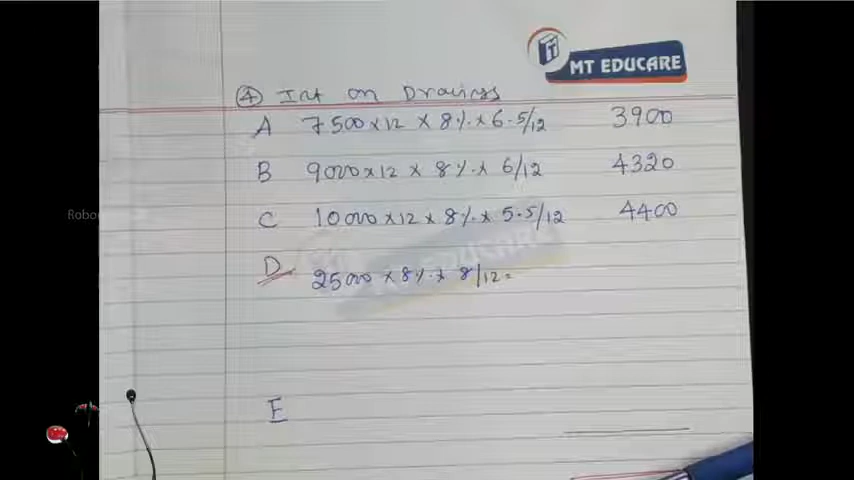 MT EDUCARE
④ Int on Drawings
A 7500 x 12 x 8% x 6.5/12 3900
B 9000 x 12 x 8% x 6/12 4320
C 10000 x 12 x 8% x 5.5/12 4400
D 25000 x 8% x 8/12 =
E